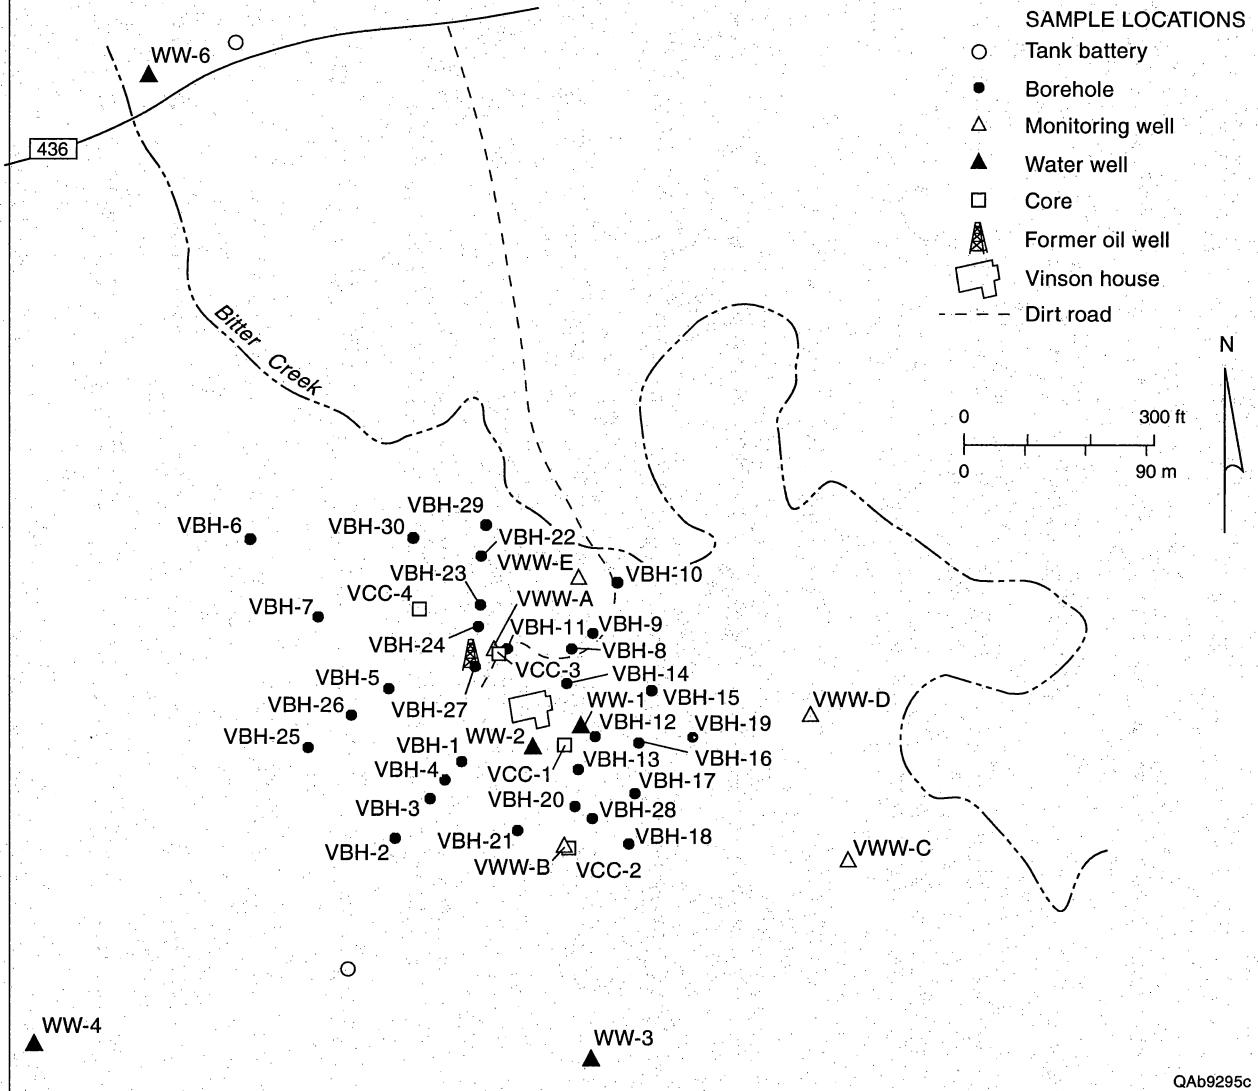 SAMPLE LOCATIONS
Tank battery
Borehole
Monitoring well
Water well
Core
Former oil well
Vinson house
Dirt road
WW-6
436
Bitter Creek
N
0 300 ft
0 90 m
VBH-29
VBH-6
VBH-30
VBH-22
VWW-E
VBH-23
VBH-10
VCC-4
VWW-A
VBH-7
VBH-11
VBH-9
VBH-24
VBH-8
VCC-3
VBH-14
VBH-5
VBH-15
VWW-D
VBH-26
VBH-27
WW-1
VBH-12
VBH-19
VBH-25
WW-2
VBH-1
VBH-13
VBH-16
VBH-4
VCC-1
VBH-17
VBH-3
VBH-20
VBH-28
VBH-21
VBH-18
VBH-2
VWW-B
VCC-2
VWW-C
WW-4
WW-3
QAb9295c